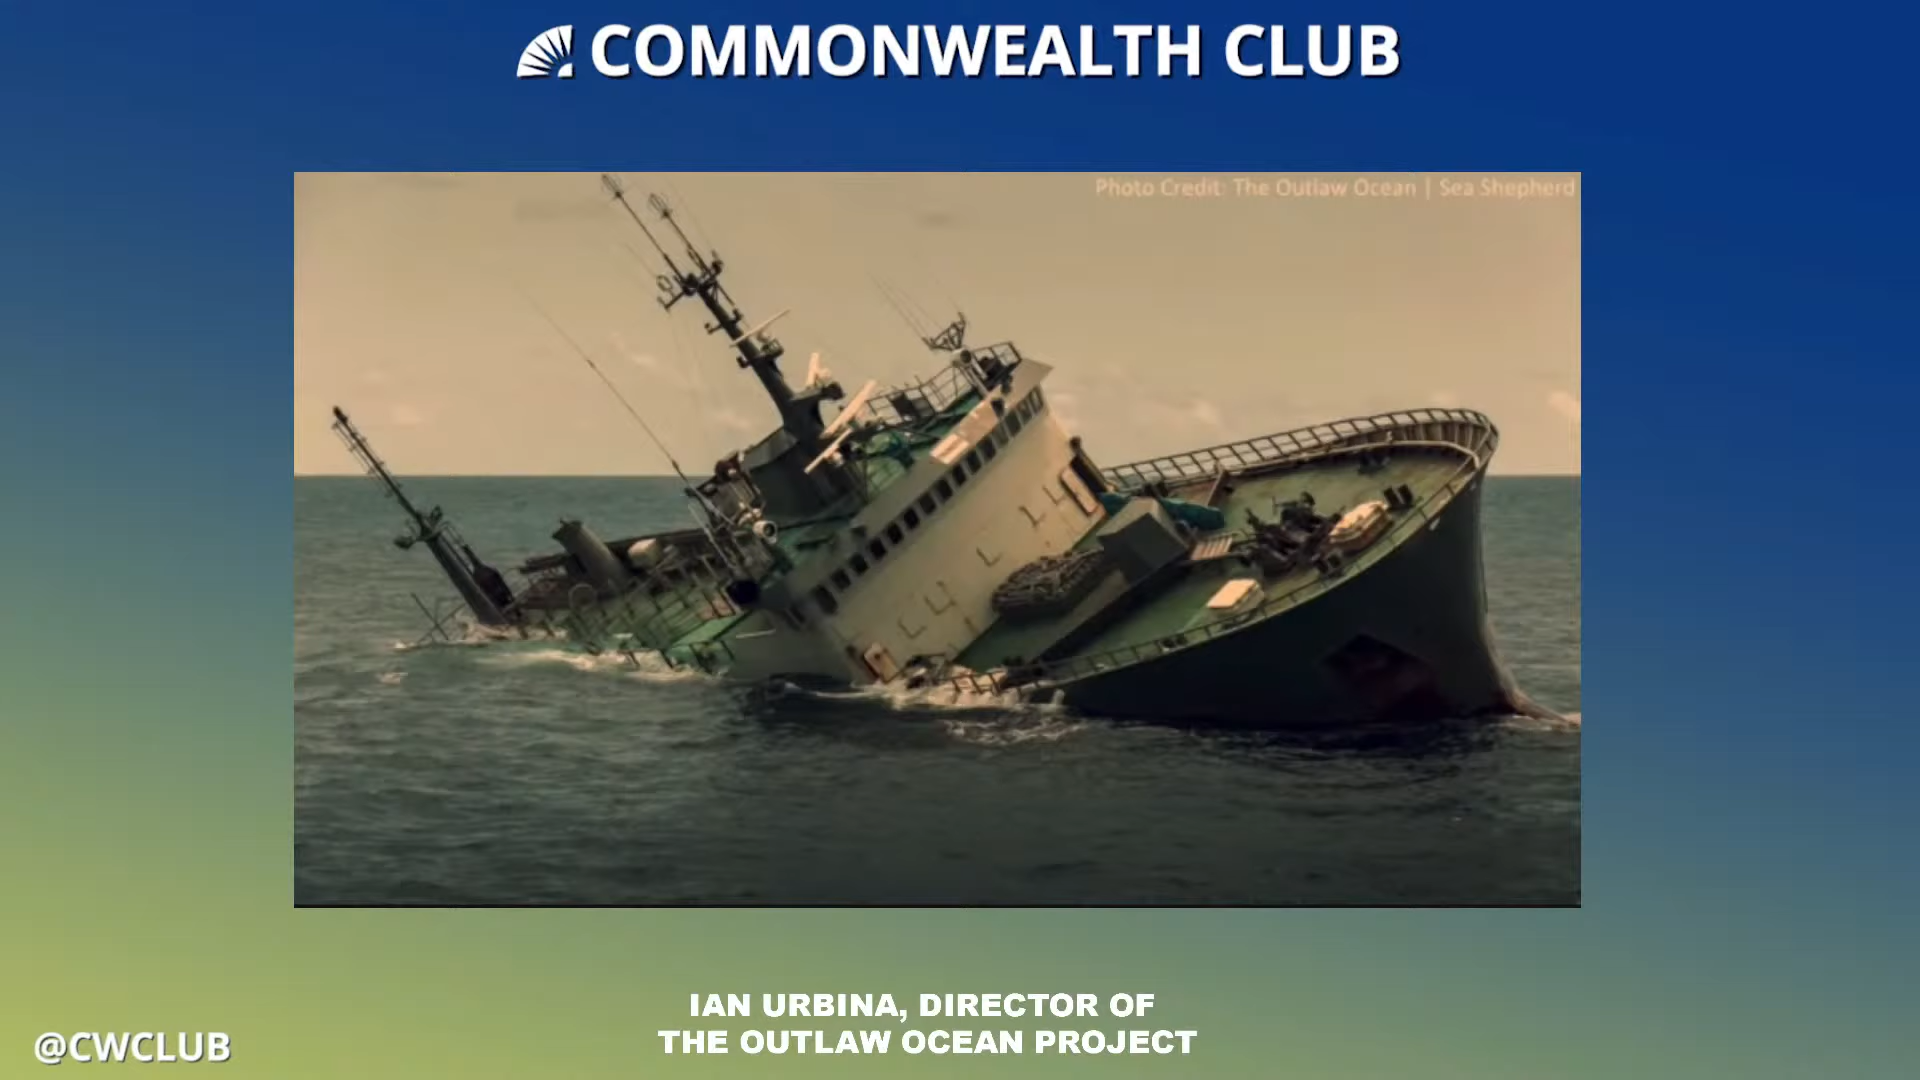 COMMONWEALTH CLUB
Photo Credit: The Outlaw Ocean | Sea Shepherd
IAN URBINA, DIRECTOR OF
THE OUTLAW OCEAN PROJECT
@CWCLUB